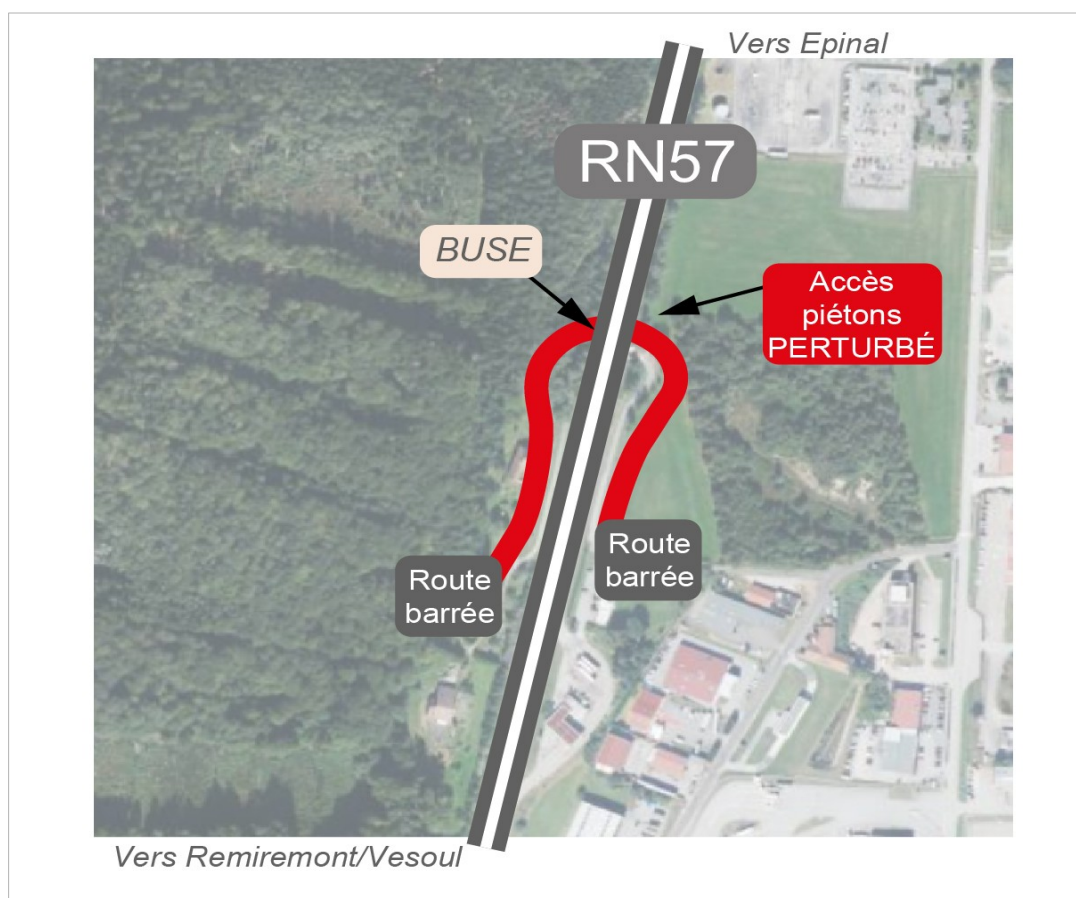 Vers Epinal
RN57
BUSE
Accès
piétons
PERTURBÉ
Route
barrée
Route
barrée
Vers Remiremont/Vesoul